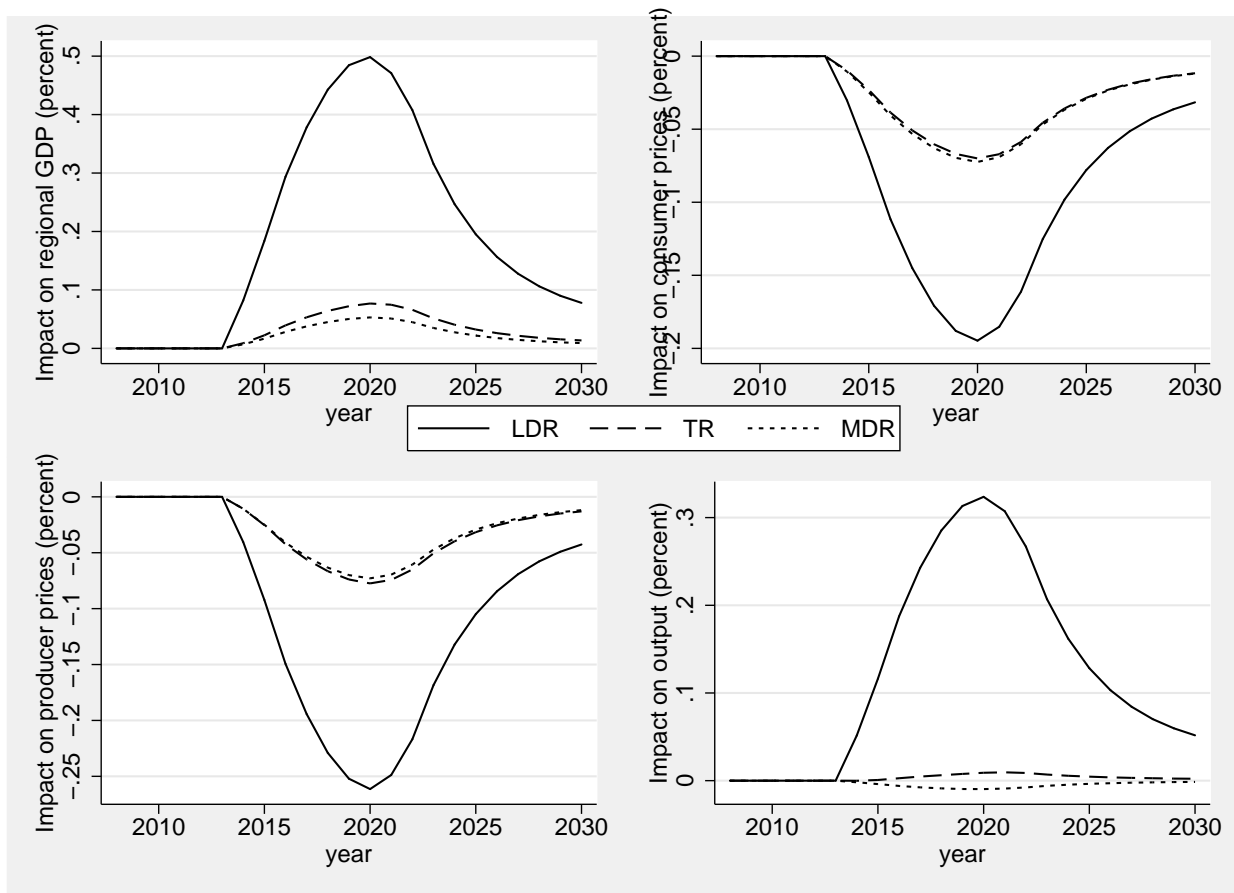 Impact on regional GDP (percent)
.5
.4
.3
.2
.1
0
2010 2015 2020 2025 2030
year
Impact on consumer prices (percent)
0
−.05
−.1
−.15
−.2
2010 2015 2020 2025 2030
year
LDR TR MDR
Impact on producer prices (percent)
0
−.05
−.1
−.15
−.2
−.25
2010 2015 2020 2025 2030
year
Impact on output (percent)
.3
.2
.1
0
2010 2015 2020 2025 2030
year